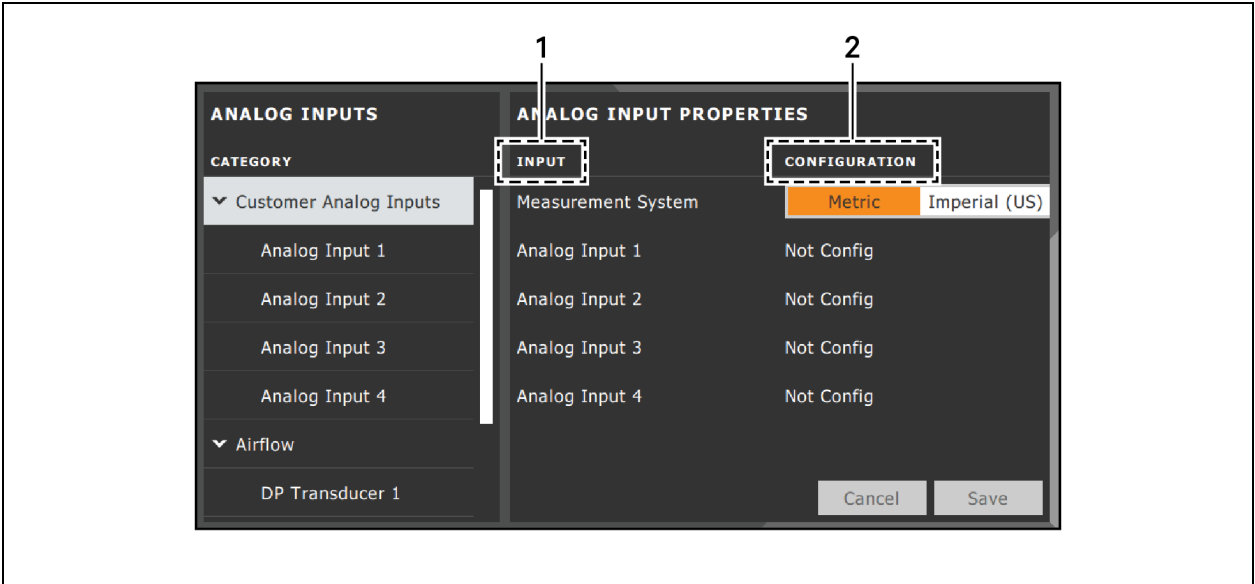 1 2
ANALOG INPUTS
CATEGORY
Customer Analog Inputs
Analog Input 1
Analog Input 2
Analog Input 3
Analog Input 4
Airflow
DP Transducer 1
ANALOG INPUT PROPERTIES
INPUT CONFIGURATION
Measurement System Metric Imperial (US)
Analog Input 1 Not Config
Analog Input 2 Not Config
Analog Input 3 Not Config
Analog Input 4 Not Config
Cancel Save